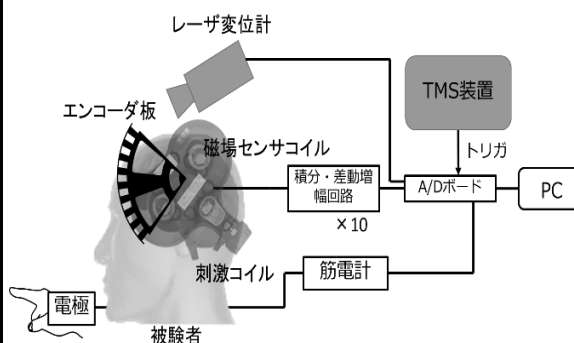 レーザ変位計
TMS装置
エンコーダ板
磁場センサコイル
トリガ
積分・差動増
幅回路
A/Dボード
PC
×10
刺激コイル
筋電計
電極
被験者